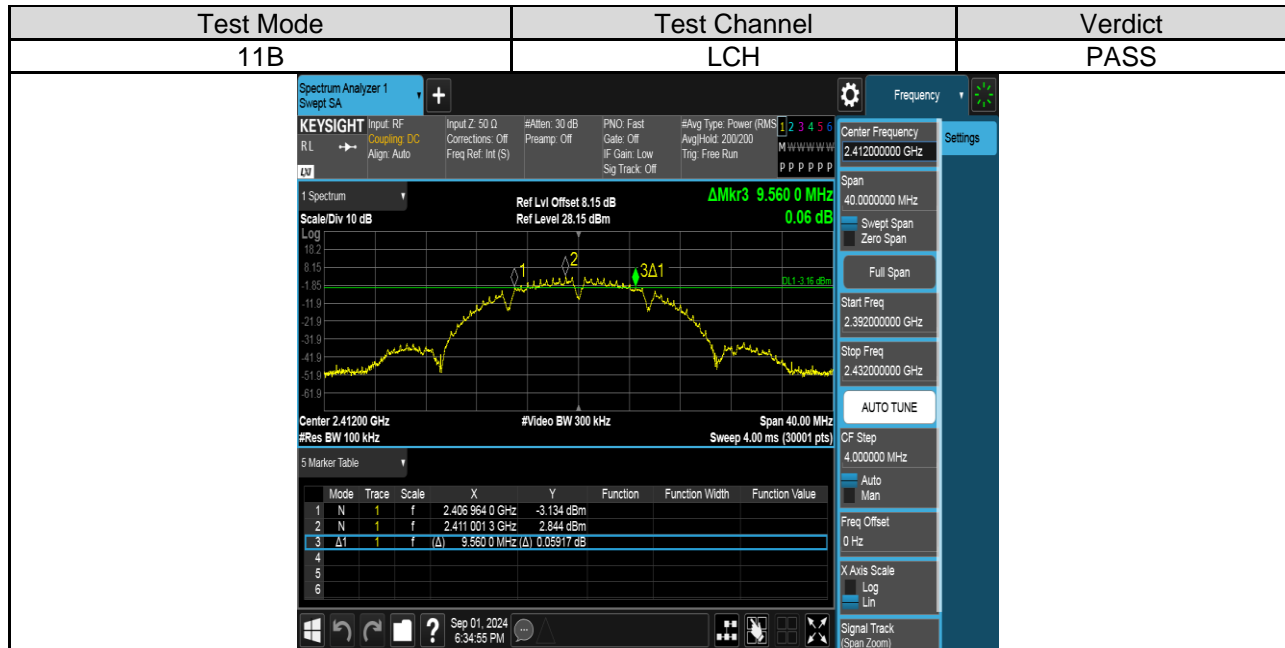 Test Mode Test Channel Verdict
11B LCH PASS
Spectrum Analyzer 1
Swept SA
Frequency
KEYSIGHT
RL
LXI
Input: RF
Coupling: DC
Align: Auto
Input Z: 50 Ω
Corrections: Off
Freq Ref: Int (S)
#Atten: 30 dB
Preamp: Off
PNO: Fast
Gate: Off
IF Gain: Low
Sig Track: Off
#Avg Type: Power (RMS
Avg|Hold: 200/200
Trig: Free Run
1 2 3 4 5 6
M W W W W W
P P P P P P
1 Spectrum
Scale/Div 10 dB
Ref Lvl Offset 8.15 dB
Ref Level 28.15 dBm
ΔMkr3 9.560 0 MHz
0.06 dB
Log
18.2
8.15
-1.85
-11.9
-21.9
-31.9
-41.9
-51.9
-61.9
1
2
3Δ1
DL1 -3.16 dBm
Center 2.41200 GHz #Video BW 300 kHz Span 40.00 MHz
#Res BW 100 kHz Sweep 4.00 ms (30001 pts)
5 Marker Table
Mode Trace Scale X Y Function Function Width Function Value
1 N 1 f 2.406 964 0 GHz -3.134 dBm
2 N 1 f 2.411 001 3 GHz 2.844 dBm
3 Δ1 1 f (Δ) 9.560 0 MHz (Δ) 0.05917 dB
4
5
6
?
Sep 01, 2024
6:34:55 PM
Settings
Center Frequency
2.412000000 GHz
Span
40.0000000 MHz
Swept Span
Zero Span
Full Span
Start Freq
2.392000000 GHz
Stop Freq
2.432000000 GHz
AUTO TUNE
CF Step
4.000000 MHz
Auto
Man
Freq Offset
0 Hz
X Axis Scale
Log
Lin
Signal Track
(Span Zoom)